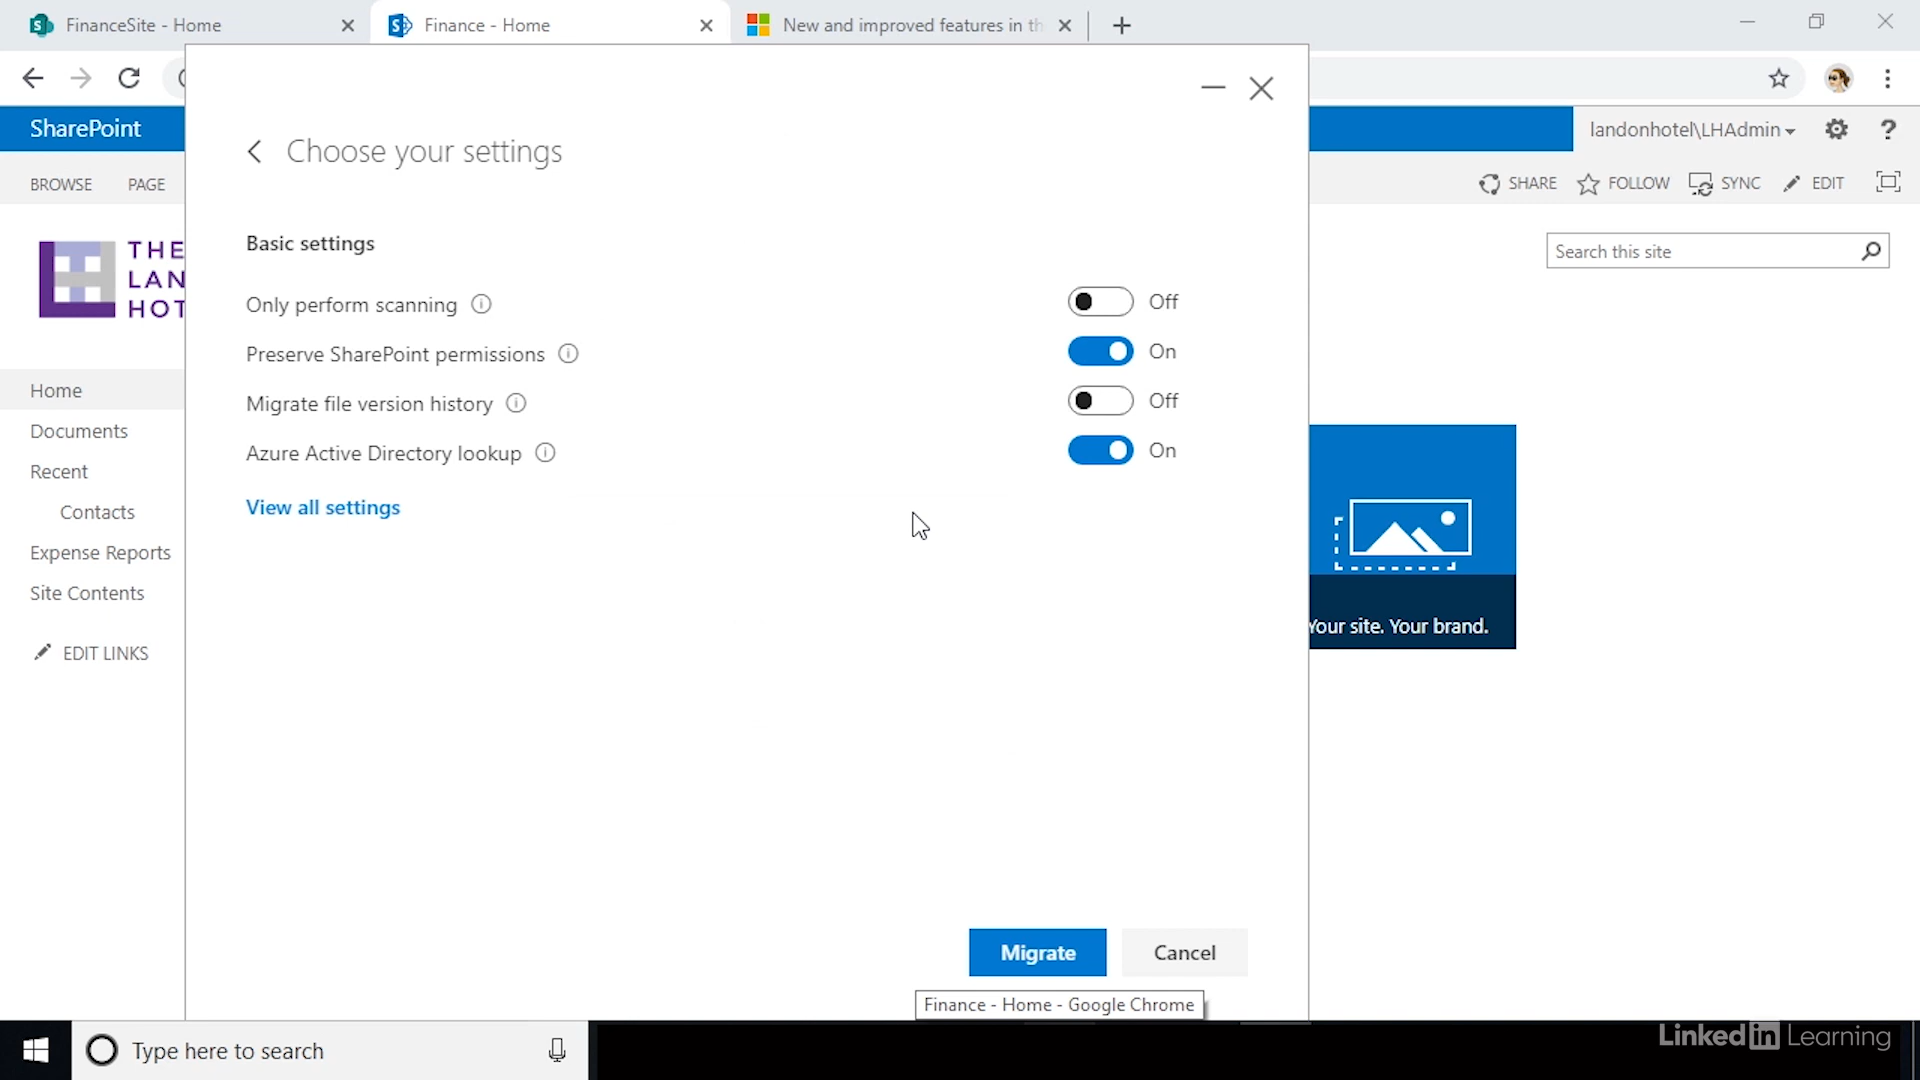 FinanceSite - Home
Finance - Home
New and improved features in th
SharePoint
landonhotel\LHAdmin
?
BROWSE
PAGE
SHARE
FOLLOW
SYNC
EDIT
THE
LAN
HOT
Search this site
Home
Documents
Recent
Contacts
Expense Reports
Site Contents
EDIT LINKS
Choose your settings
Basic settings
Only perform scanning
Off
Preserve SharePoint permissions
On
Migrate file version history
Off
Azure Active Directory lookup
On
View all settings
Your site. Your brand.
Migrate
Cancel
Finance - Home - Google Chrome
Type here to search
LinkedIn Learning